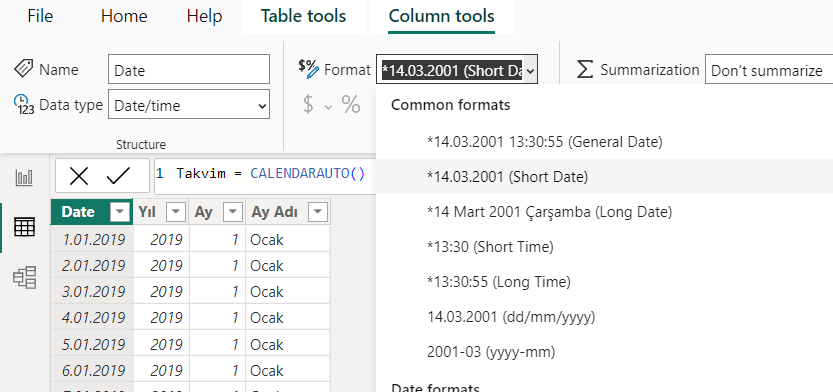 File Home Help Table tools Column tools
Name Date
$% Format *14.03.2001 (Short Da
Σ Summarization Don't summarize
123 Data type Date/time
$ %
Structure
Common formats
*14.03.2001 13:30:55 (General Date)
*14.03.2001 (Short Date)
*14 Mart 2001 Çarşamba (Long Date)
*13:30 (Short Time)
*13:30:55 (Long Time)
14.03.2001 (dd/mm/yyyy)
2001-03 (yyyy-mm)
Date formats
1 Takvim = CALENDARAUTO()
Date Yıl Ay Ay Adı
1.01.2019 2019 1 Ocak
2.01.2019 2019 1 Ocak
3.01.2019 2019 1 Ocak
4.01.2019 2019 1 Ocak
5.01.2019 2019 1 Ocak
6.01.2019 2019 1 Ocak